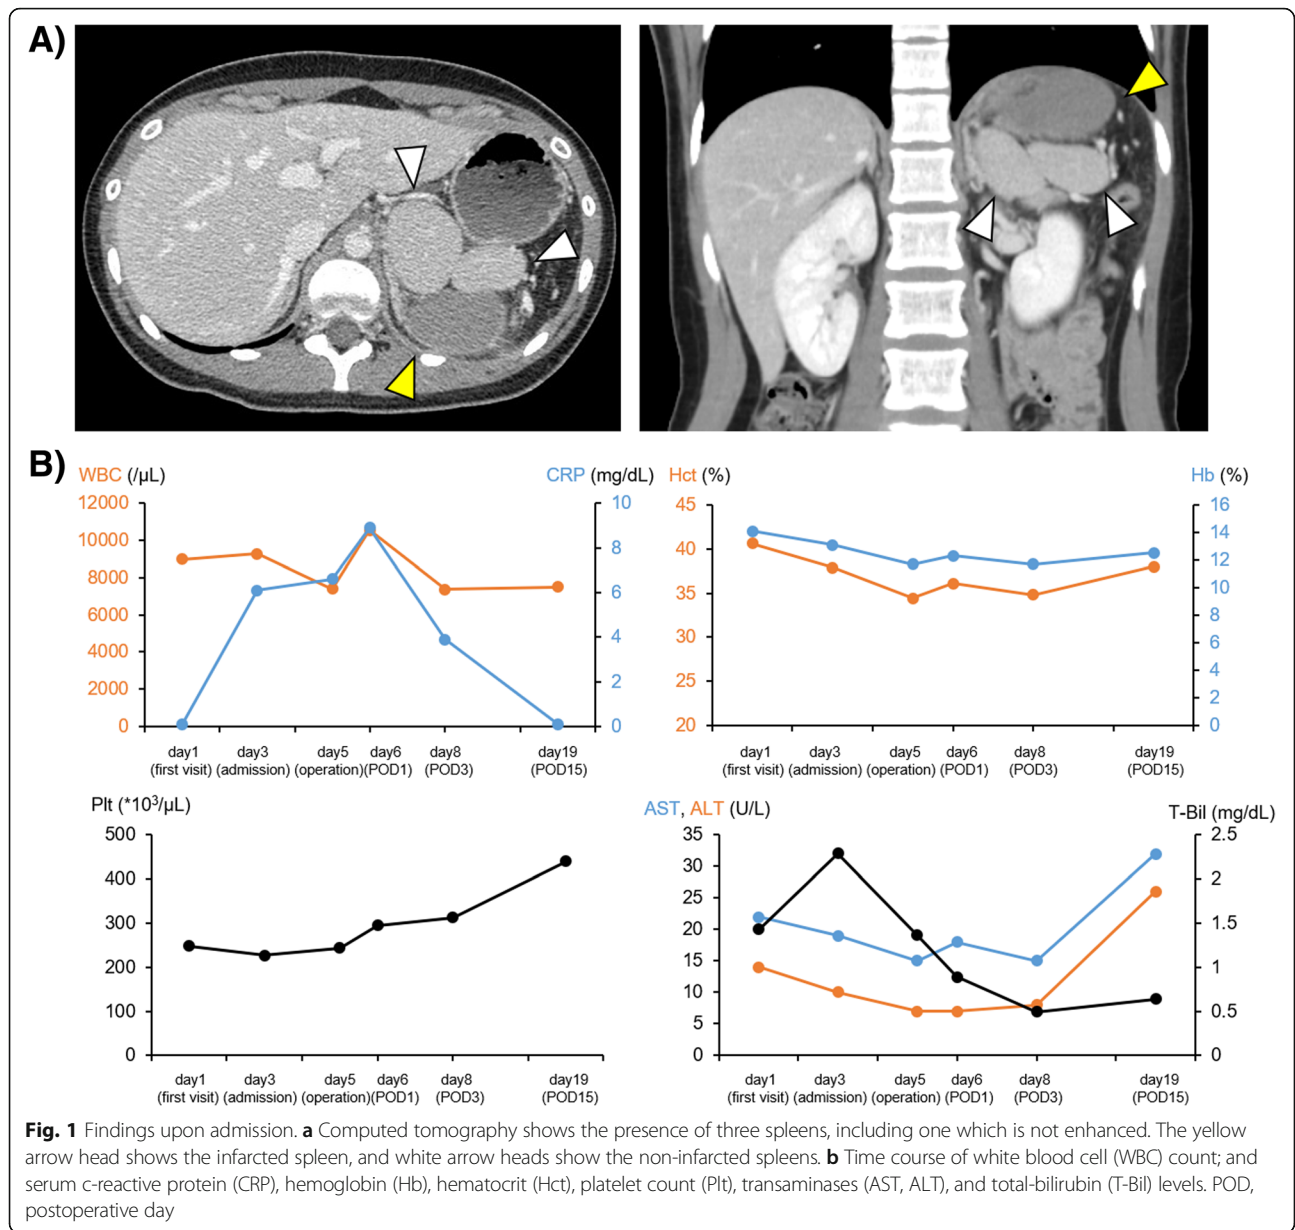 A)
B)
WBC (/µL) CRP (mg/dL)
12000
10000
8000
6000
4000
2000
0
10
8
6
4
2
0
day1 day3 day5 day6 day8 day19
(first visit) (admission) (operation) (POD1) (POD3) (POD15)
Hct (%) Hb (%)
45
40
35
30
25
20
16
14
12
10
8
6
4
2
0
day1 day3 day5 day6 day8 day19
(first visit) (admission) (operation) (POD1) (POD3) (POD15)
Plt (*10³/µL)
500
400
300
200
100
0
day1 day3 day5 day6 day8 day19
(first visit) (admission) (operation)(POD1) (POD3) (POD15)
AST, ALT (U/L) T-Bil (mg/dL)
35
30
25
20
15
10
5
0
2.5
2
1.5
1
0.5
0
day1 day3 day5 day6 day8 day19
(first visit) (admission) (operation) (POD1) (POD3) (POD15)
Fig. 1 Findings upon admission. a Computed tomography shows the presence of three spleens, including one which is not enhanced. The yellow
arrow head shows the infarcted spleen, and white arrow heads show the non-infarcted spleens. b Time course of white blood cell (WBC) count; and
serum c-reactive protein (CRP), hemoglobin (Hb), hematocrit (Hct), platelet count (Plt), transaminases (AST, ALT), and total-bilirubin (T-Bil) levels. POD,
postoperative day